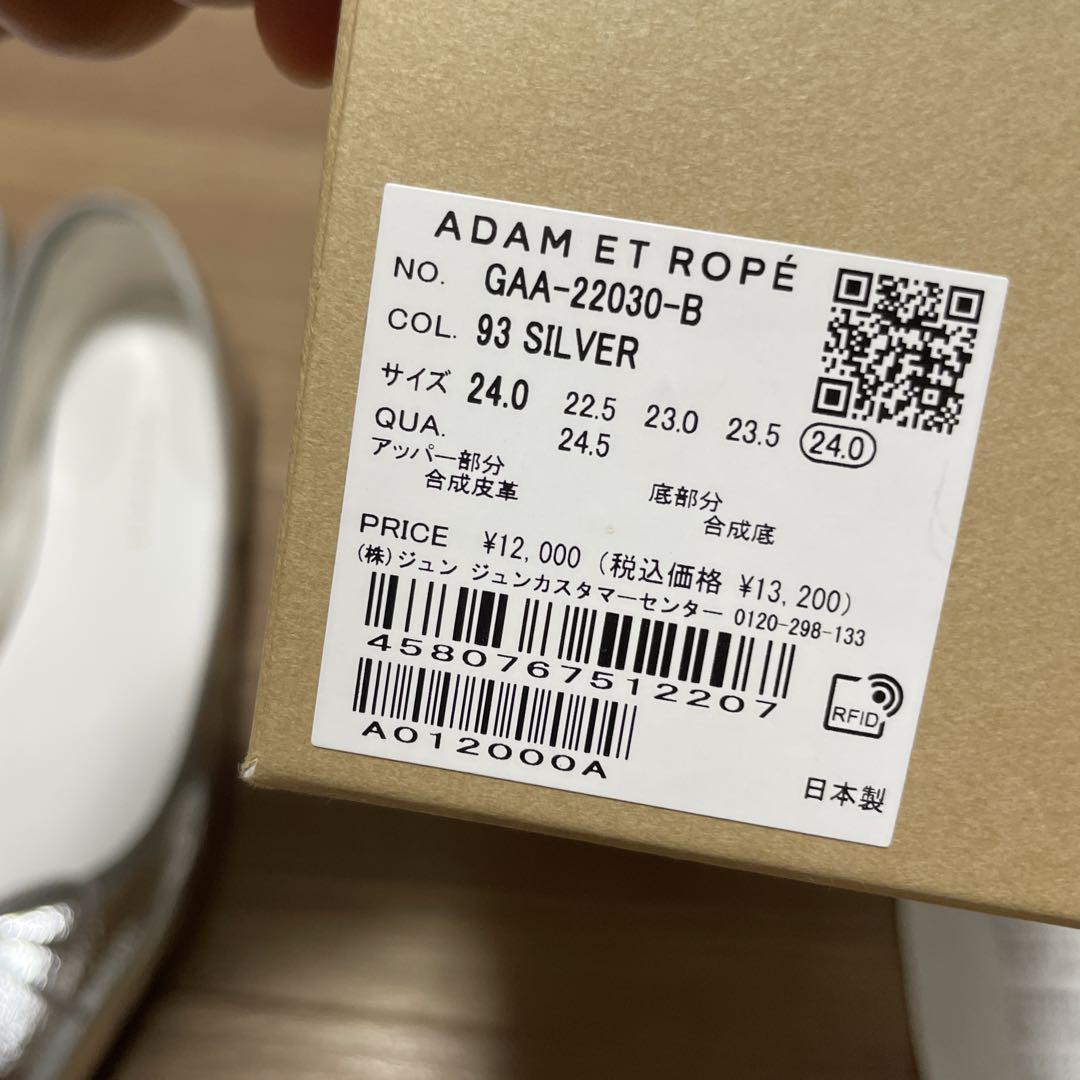 ADAM ET ROPÉ
NO. GAA-22030-B
COL. 93 SILVER
サイズ 24.0 22.5 23.0 23.5 24.0
24.5
QUA.
アッパー部分 底部分
合成皮革 合成底
PRICE ¥12,000 (税込価格 ¥13,200)
(株)ジュン ジュンカスタマーセンター 0120-298-133
4580767512207
A012000A
RFID
日本製